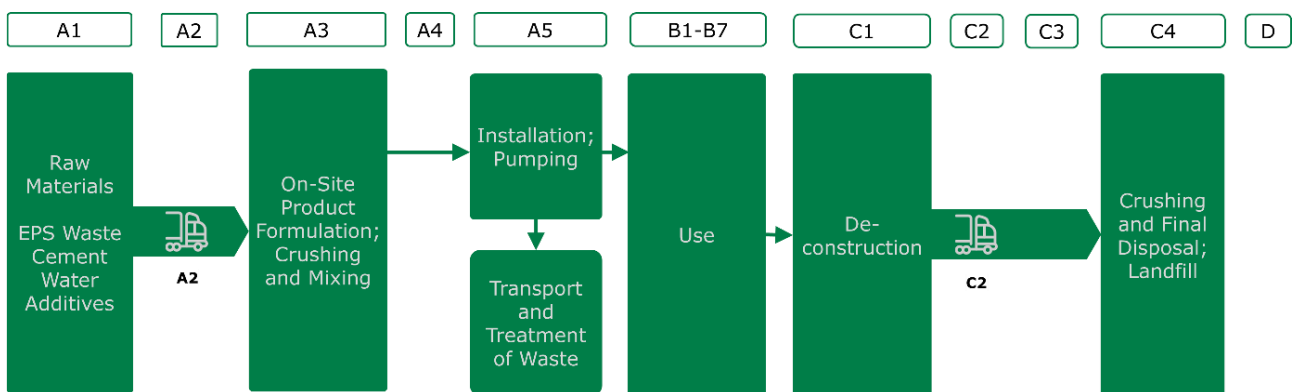 A1
A2
A3
A4
A5
B1-B7
C1
C2
C3
C4
D
Raw
Materials
EPS Waste
Cement
Water
Additives
A2
On-Site
Product
Formulation;
Crushing
and Mixing
Installation;
Pumping
Transport
and
Treatment
of Waste
Use
De-
construction
C2
Crushing
and Final
Disposal;
Landfill